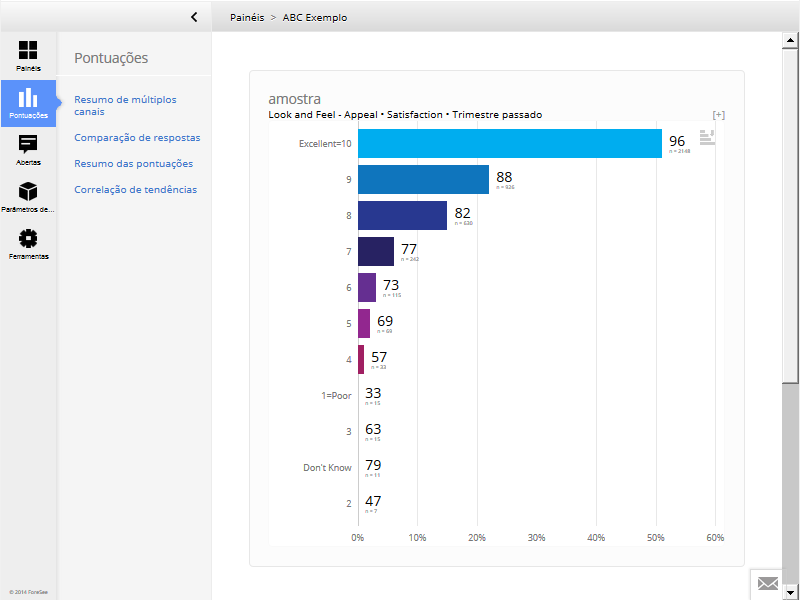 Painéis > ABC Exemplo
Painéis
Pontuações
Abertas
Parâmetros de...
Ferramentas
© 2014 ForeSee
Pontuações
Resumo de múltiplos
canais
Comparação de respostas
Resumo das pontuações
Correlação de tendências
amostra
Look and Feel - Appeal • Satisfaction • Trimestre passado
[+]
Excellent=10
96
n = 2148
9
88
n = 926
8
82
n = 630
7
77
n = 242
6
73
n = 115
5
69
n = 69
4
57
n = 33
1=Poor
33
n = 15
3
63
n = 15
Don't Know
79
n = 11
2
47
n = 7
0% 10% 20% 30% 40% 50% 60%